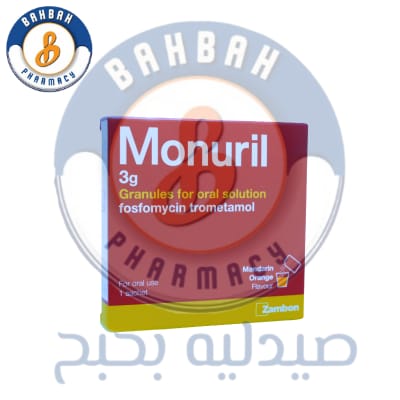 BAHBAH
PHARMACY
BAHBAH
Monuril
3g
Granules for oral solution
fosfomycin trometamol
PHARMACY
Mandarin
Orange
Flavour
For oral use
1 sachet
Zambon
صيدليه بحبح